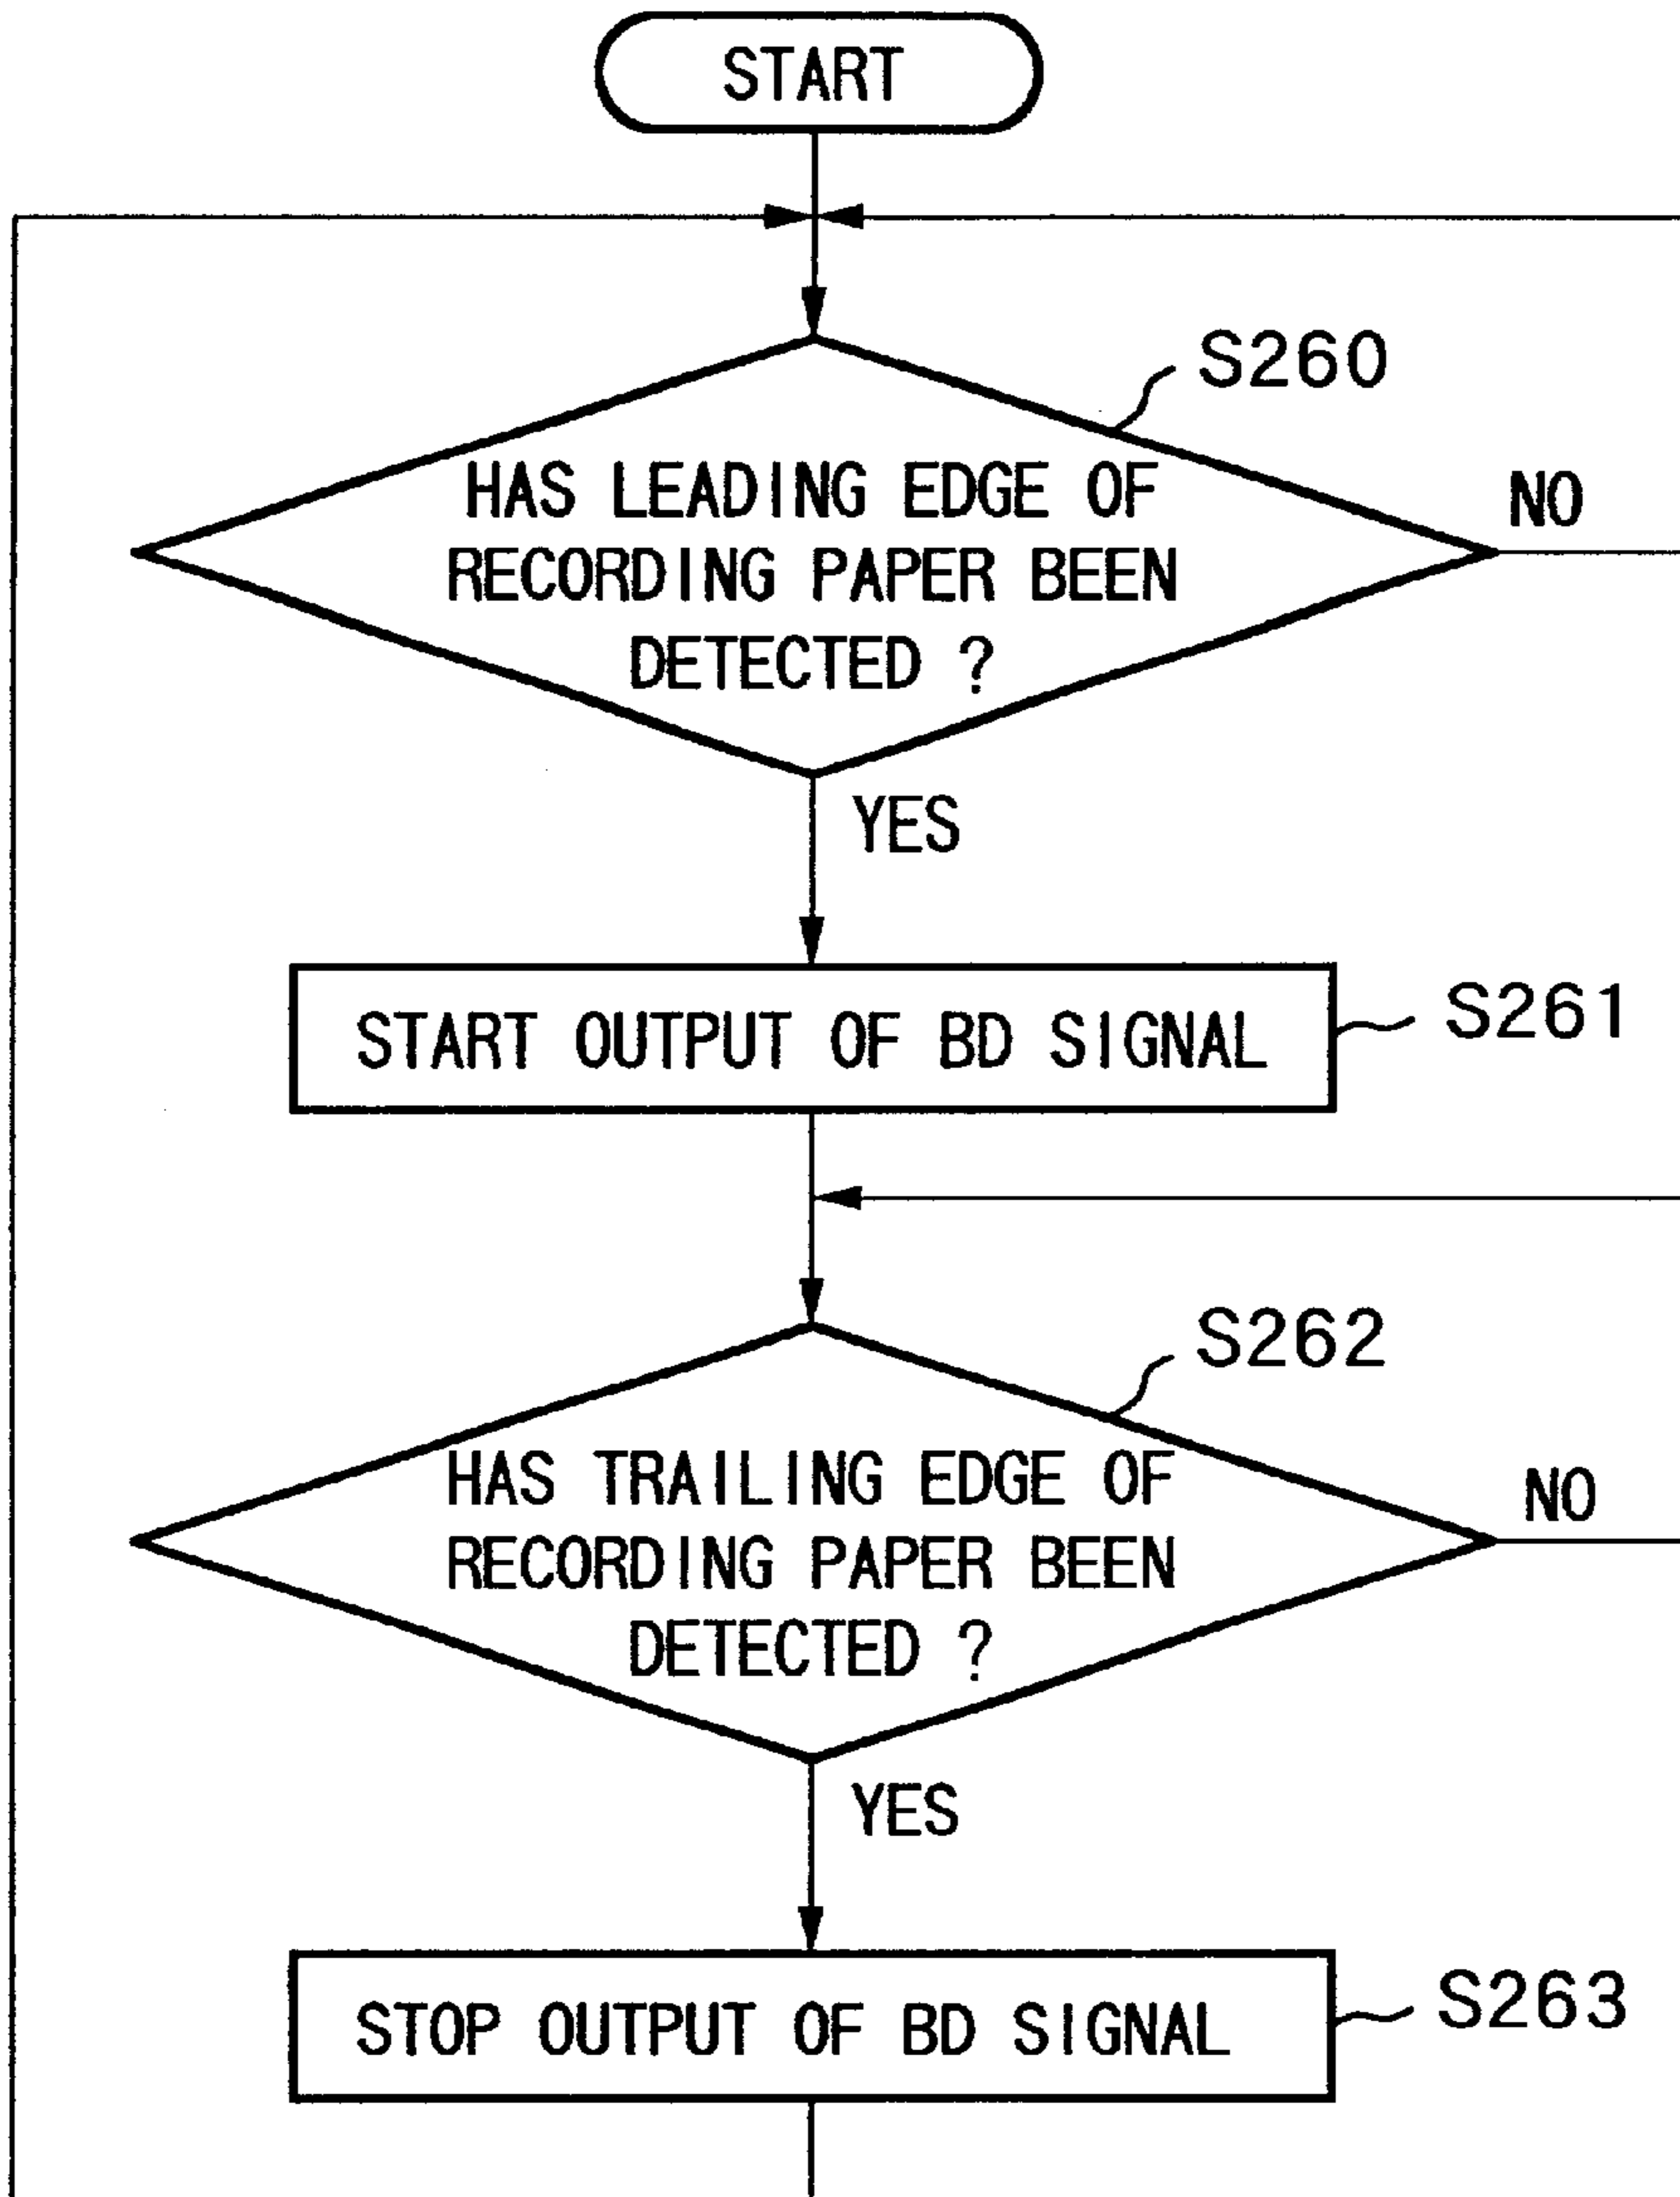 START
S260
HAS LEADING EDGE OF
RECORDING PAPER BEEN
DETECTED ?
NO
YES
START OUTPUT OF BD SIGNAL
S261
S262
HAS TRAILING EDGE OF
RECORDING PAPER BEEN
DETECTED ?
NO
YES
STOP OUTPUT OF BD SIGNAL
S263